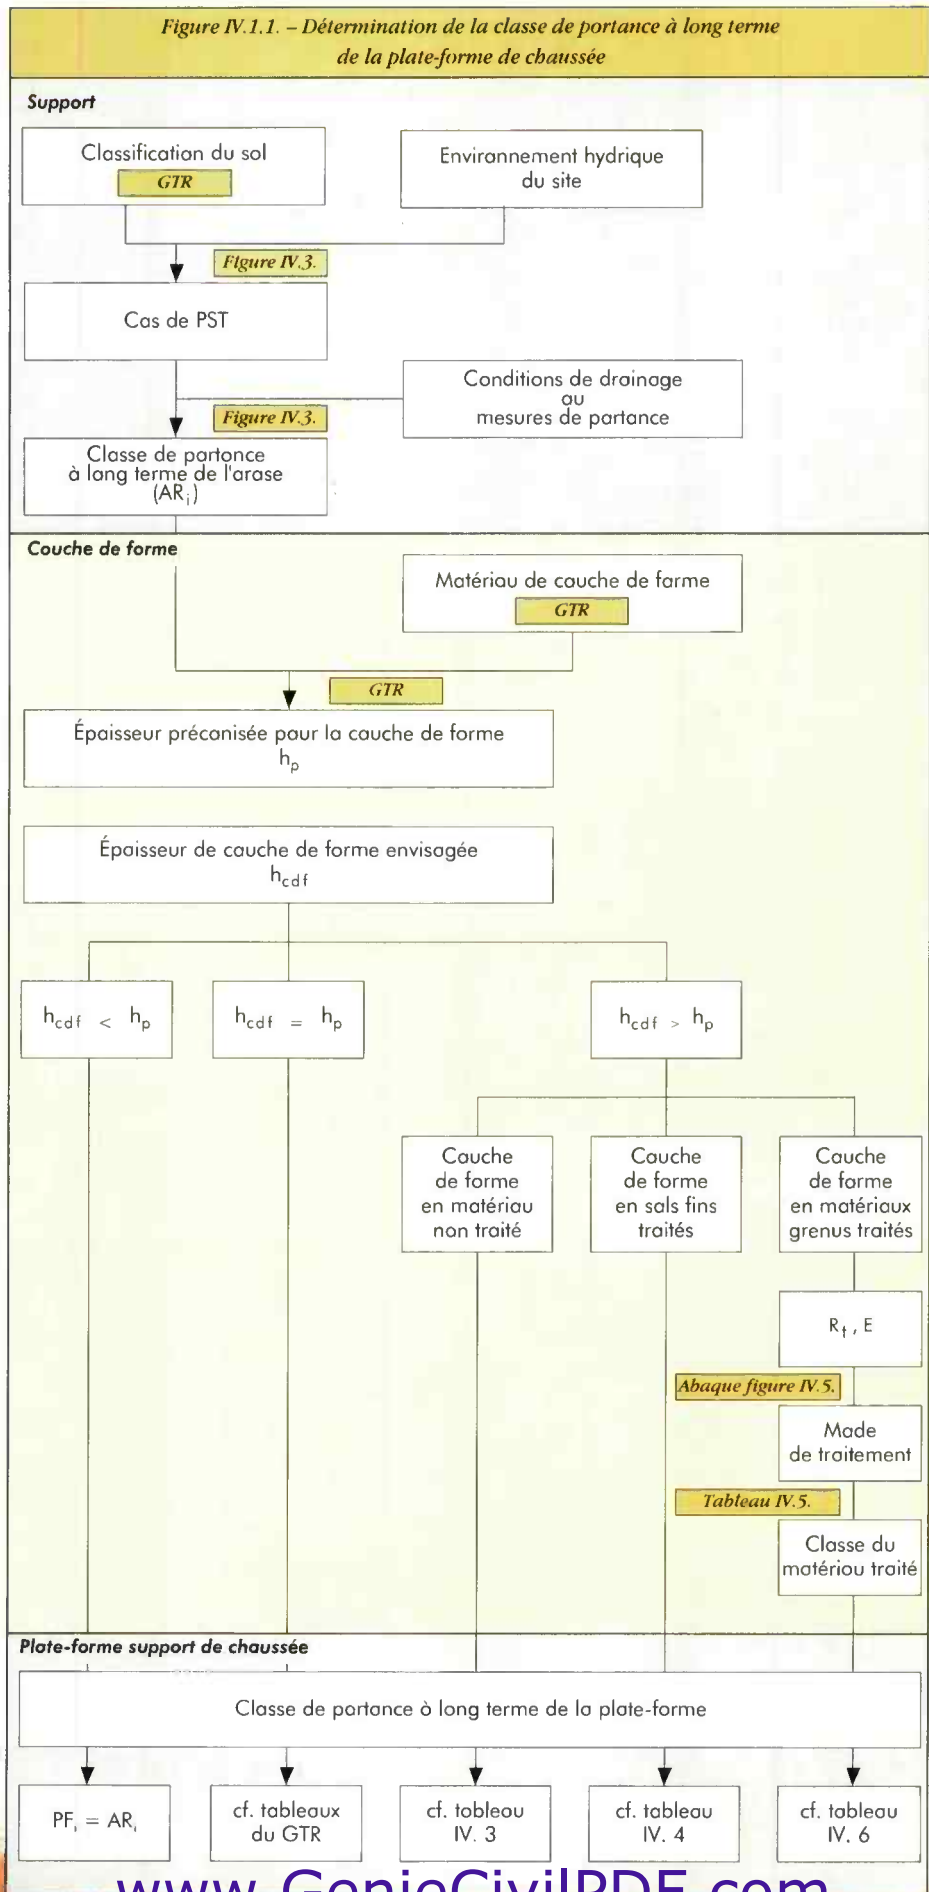 Figure IV.1.1. – Détermination de la classe de portance à long terme
de la plate-forme de chaussée
Support
Classification du sol
GTR
Environnement hydrique
du site
Figure IV.3.
Cas de PST
Conditions de drainage
ou
mesures de portance
Figure IV.3.
Classe de portance
à long terme de l'arase
(ARi)
Couche de forme
Matériau de couche de forme
GTR
GTR
Épaisseur préconisée pour la couche de forme
hp
Épaisseur de couche de forme envisagée
hcdf
hcdf < hp
hcdf = hp
hcdf > hp
Couche
de forme
en matériau
non traité
Couche
de forme
en sols fins
traités
Couche
de forme
en matériaux
grenus traités
Rt, E
Abaque figure IV.5.
Mode
de traitement
Tableau IV.5.
Classe du
matériau traité
Plate-forme support de chaussée
Classe de portance à long terme de la plate-forme
PFi = ARi
cf. tableaux
du GTR
cf. tableau
IV. 3
cf. tableau
IV. 4
cf. tableau
IV. 6
www.GenieCivilPDF.com